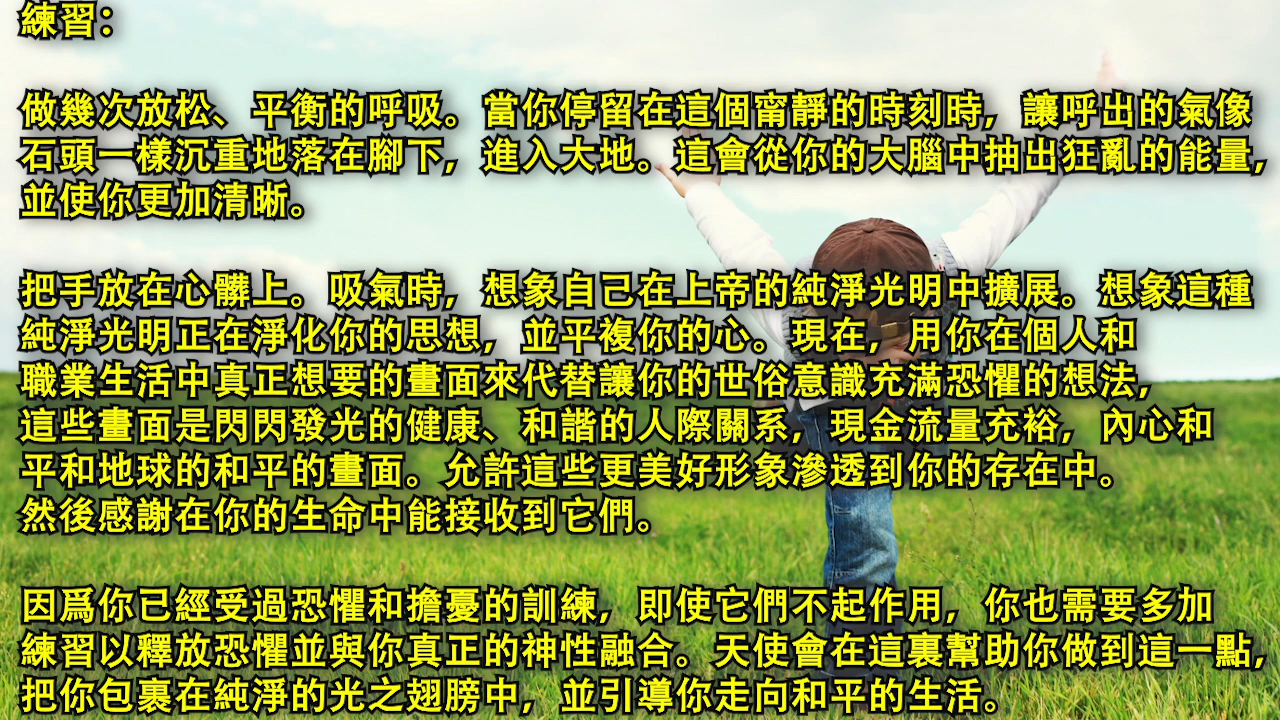 練習：
做幾次放松、平衡的呼吸。當你停留在這個甯靜的時刻時，讓呼出的氣像
石頭一樣沉重地落在腳下，進入大地。這會從你的大腦中抽出狂亂的能量，
並使你更加清晰。
把手放在心髒上。吸氣時，想象自己在上帝的純淨光明中擴展。想象這種
純淨光明正在淨化你的思想，並平複你的心。現在，用你在個人和
職業生活中真正想要的畫面來代替讓你的世俗意識充滿恐懼的想法，
這些畫面是閃閃發光的健康、和諧的人際關系，現金流量充裕，內心和
平和地球的和平的畫面。允許這些更美好形象滲透到你的存在中。
然後感謝在你的生命中能接收到它們。
因爲你已經受過恐懼和擔憂的訓練，即使它們不起作用，你也需要多加
練習以釋放恐懼並與你真正的神性融合。天使會在這裏幫助你做到這一點，
把你包裹在純淨的光之翅膀中，並引導你走向和平的生活。